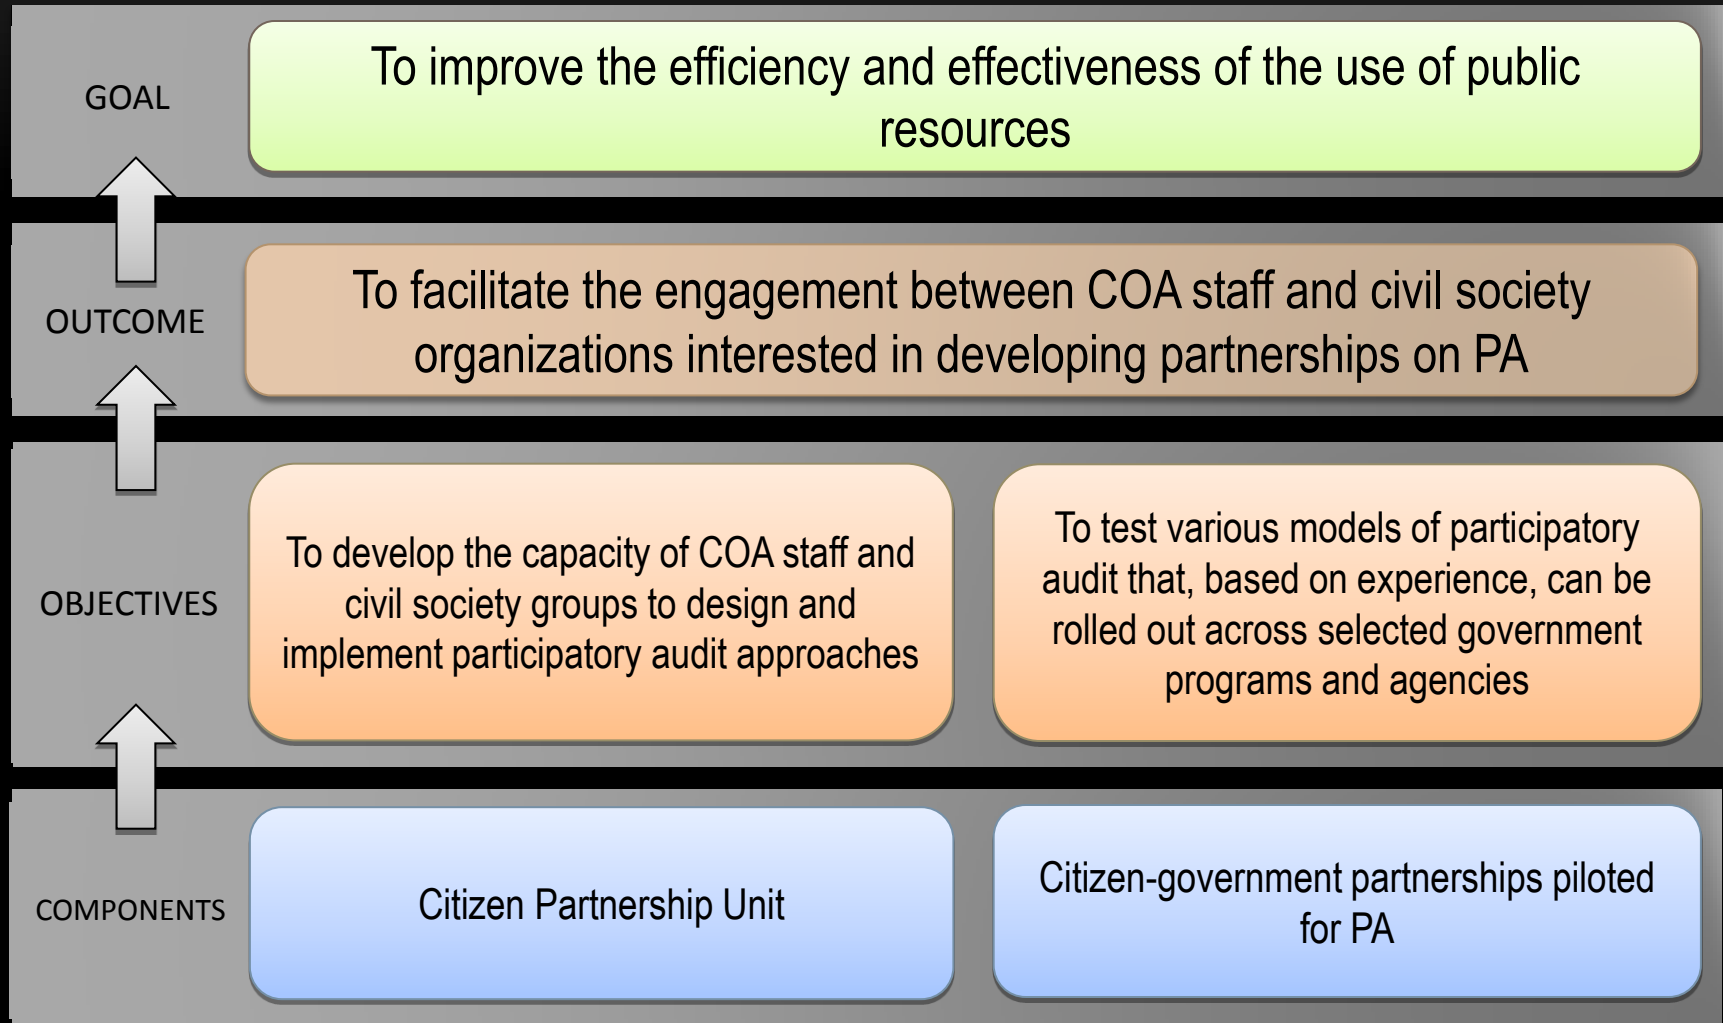 GOAL
To improve the efficiency and effectiveness of the use of public
resources
OUTCOME
To facilitate the engagement between COA staff and civil society
organizations interested in developing partnerships on PA
OBJECTIVES
To develop the capacity of COA staff and
civil society groups to design and
implement participatory audit approaches
To test various models of participatory
audit that, based on experience, can be
rolled out across selected government
programs and agencies
COMPONENTS
Citizen Partnership Unit
Citizen-government partnerships piloted
for PA